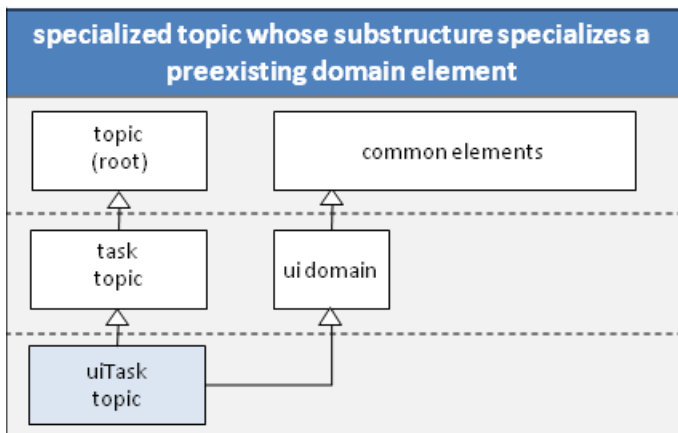 specialized topic whose substructure specializes a
preexisting domain element
topic
(root)
common elements
task
topic
ui domain
uiTask
topic